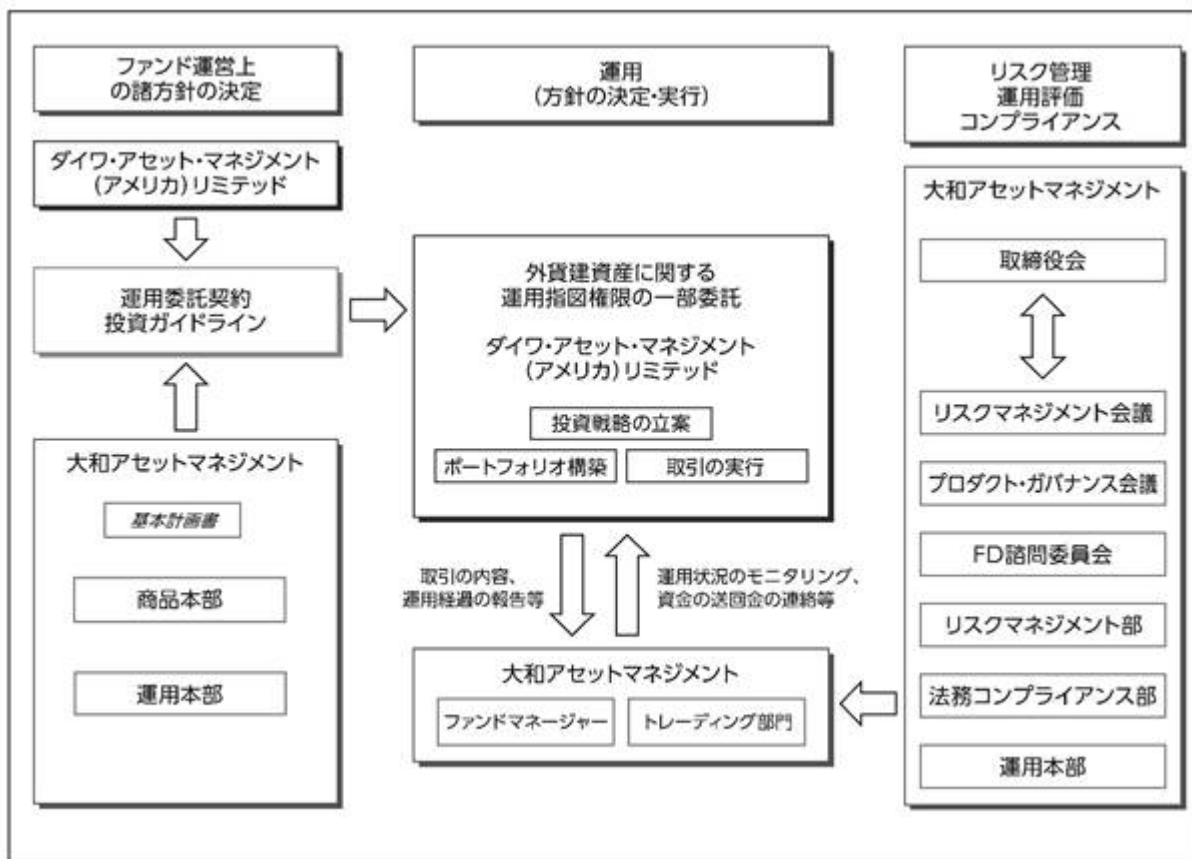 ファンド運営上
の諸方針の決定
ダイワ・アセット・マネジメント
(アメリカ)リミテッド
運用委託契約
投資ガイドライン
大和アセットマネジメント
基本計画書
商品本部
運用本部
運用
(方針の決定・実行)
外貨建資産に関する
運用指図権限の一部委託
ダイワ・アセット・マネジメント
(アメリカ)リミテッド
投資戦略の立案
ポートフォリオ構築
取引の実行
取引の内容、
運用経過の報告等
運用状況のモニタリング、
資金の送回金の連絡等
大和アセットマネジメント
ファンドマネージャー
トレーディング部門
リスク管理
運用評価
コンプライアンス
大和アセットマネジメント
取締役会
リスクマネジメント会議
プロダクト・ガバナンス会議
FD諮問委員会
リスクマネジメント部
法務コンプライアンス部
運用本部